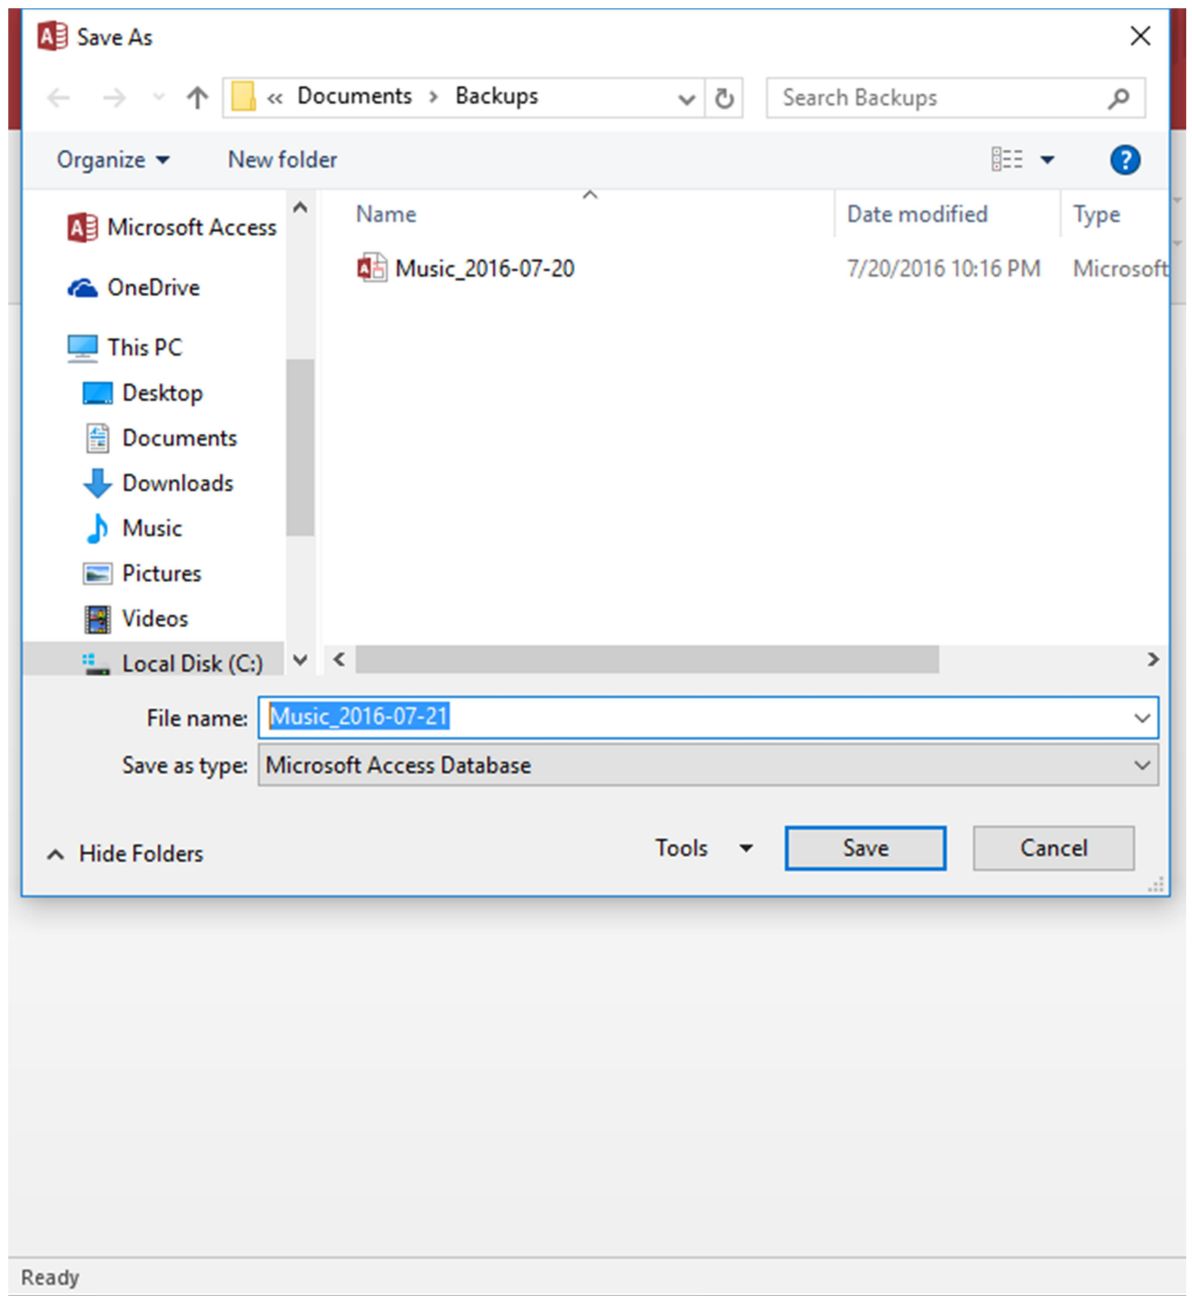 Save As
« Documents > Backups
Search Backups
Organize
New folder
Name
Date modified
Type
Microsoft Access
OneDrive
This PC
Desktop
Documents
Downloads
Music
Pictures
Videos
Local Disk (C:)
Music_2016-07-20
7/20/2016 10:16 PM
Microsoft
File name:
Music_2016-07-21
Save as type:
Microsoft Access Database
Hide Folders
Tools
Save
Cancel
Ready